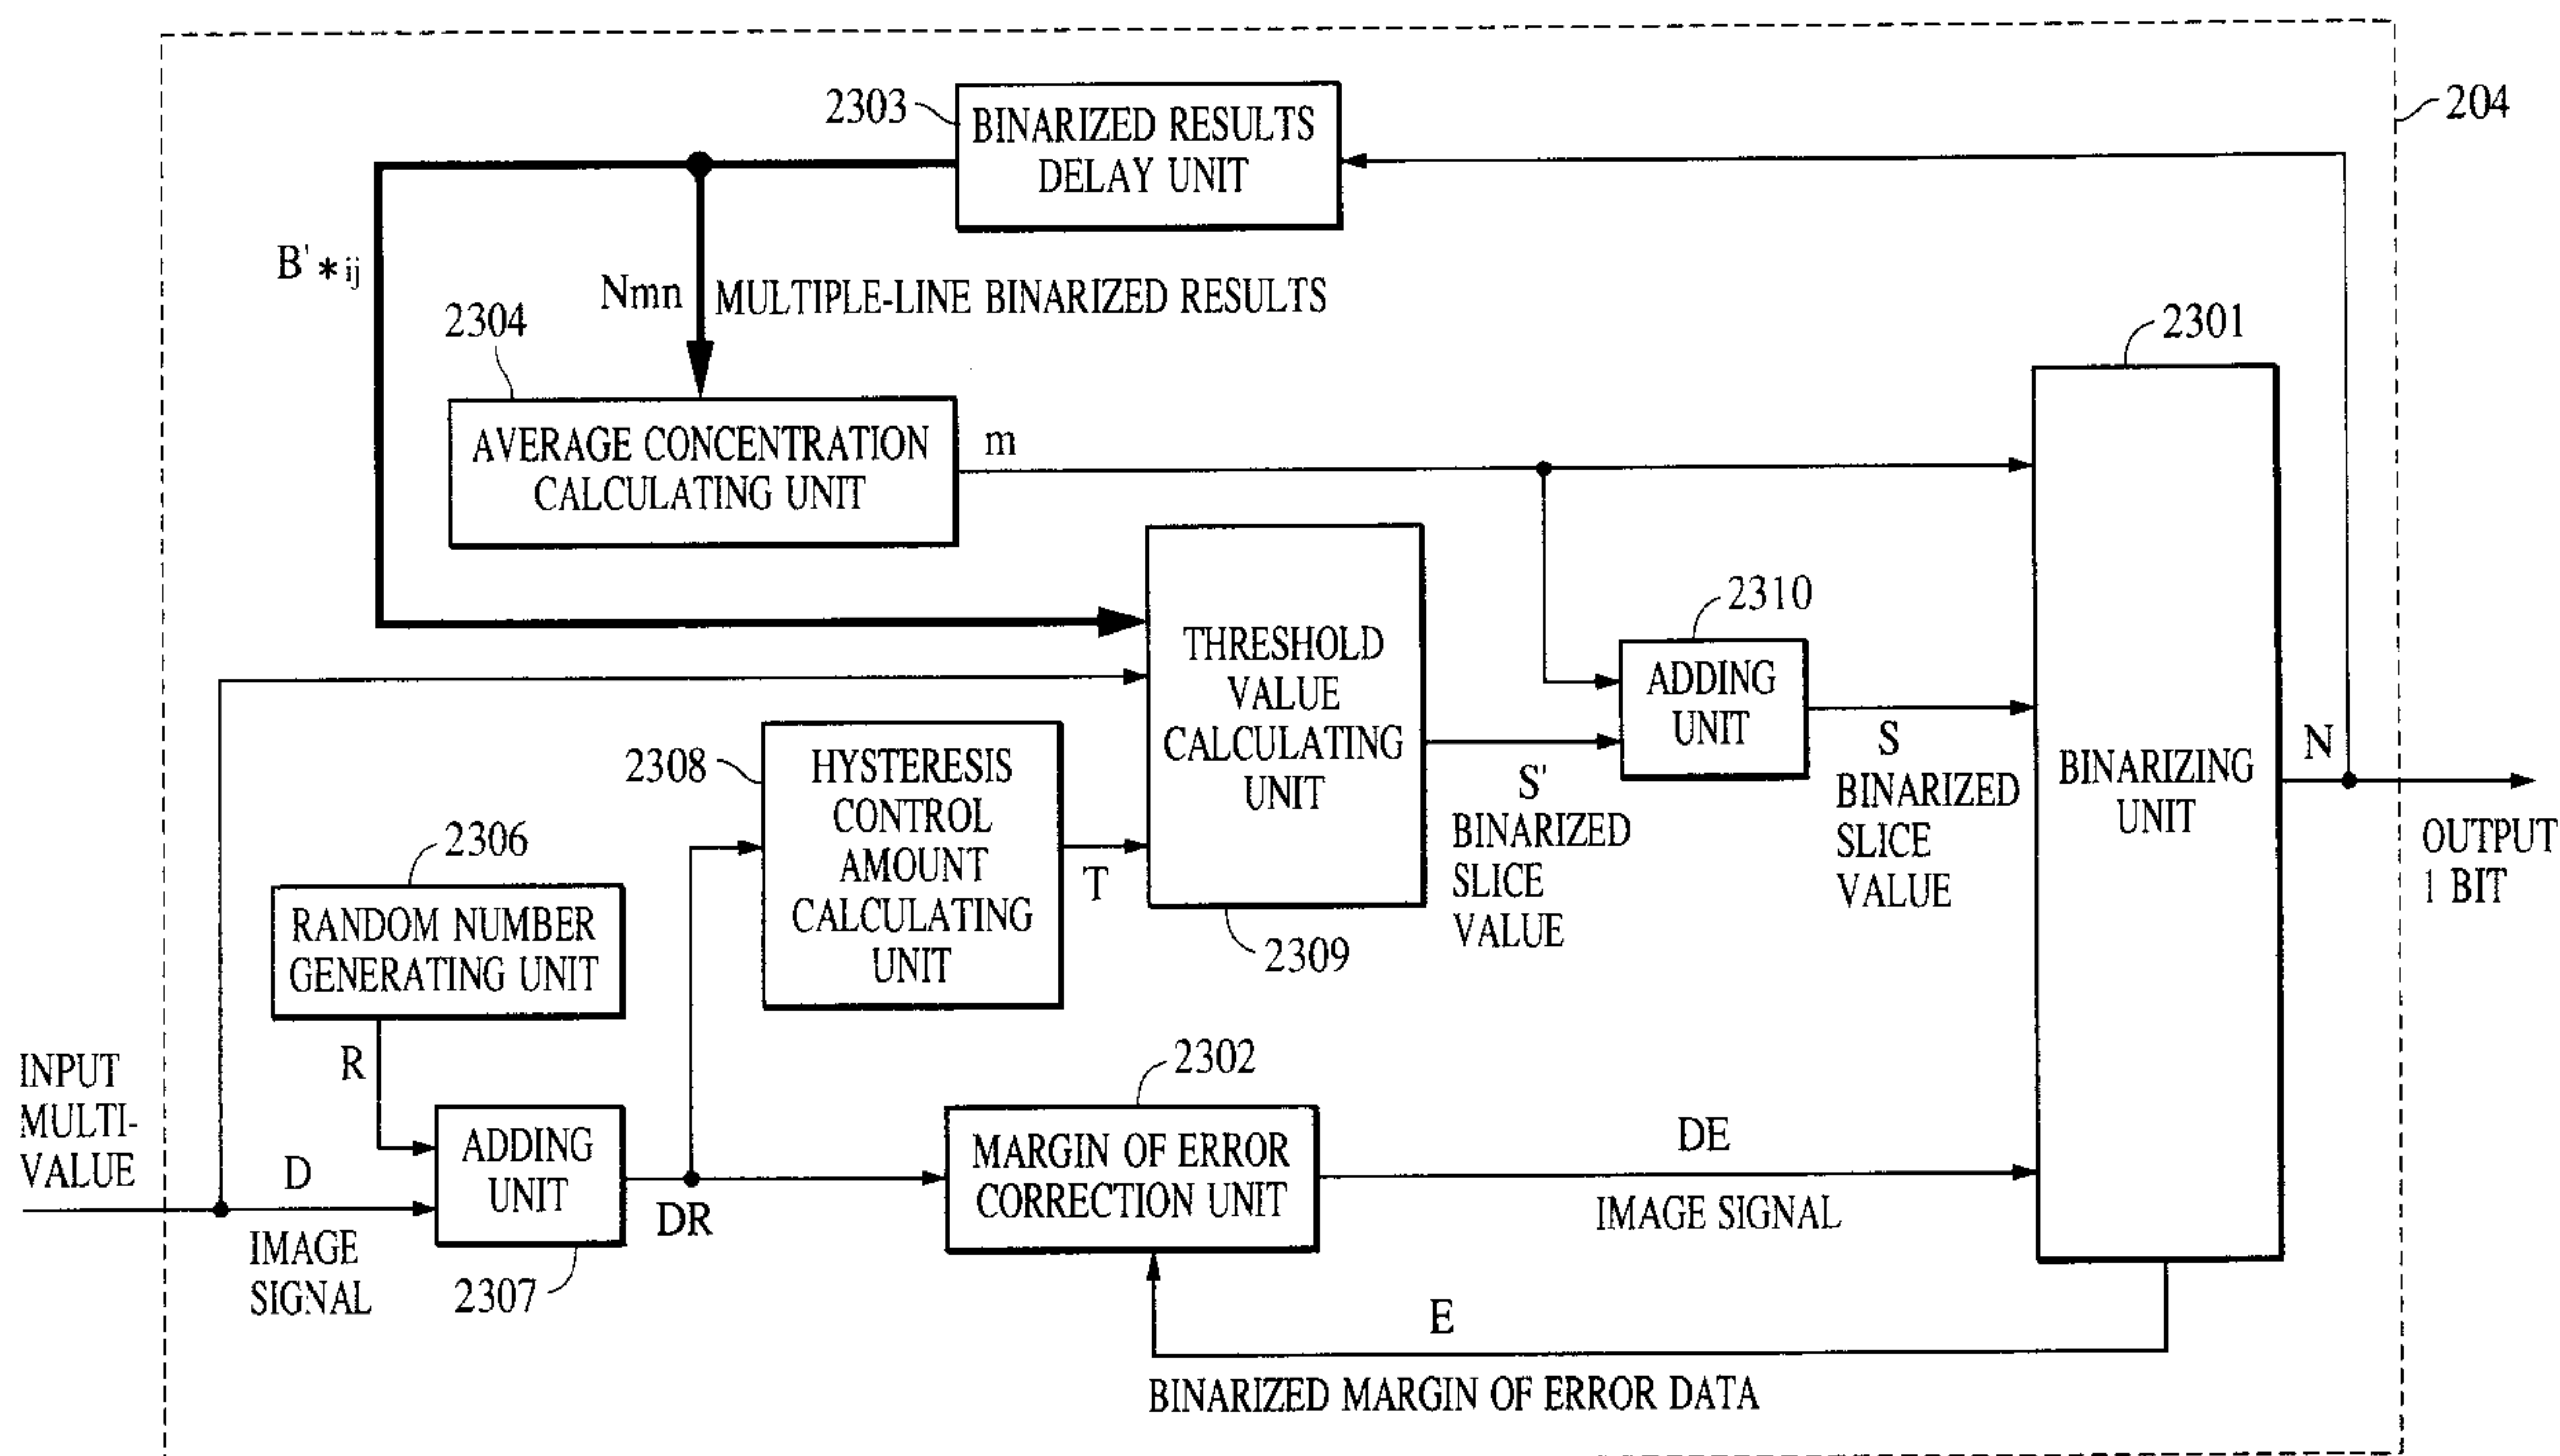 204
2303
BINARIZED RESULTS
DELAY UNIT
B'*ij
Nmn
MULTIPLE-LINE BINARIZED RESULTS
2304
AVERAGE CONCENTRATION
CALCULATING UNIT
m
2301
BINARIZING
UNIT
THRESHOLD
VALUE
CALCULATING
UNIT
2309
2310
ADDING
UNIT
S'
BINARIZED
SLICE
VALUE
S
BINARIZED
SLICE
VALUE
N
OUTPUT
1 BIT
2308
HYSTERESIS
CONTROL
AMOUNT
CALCULATING
UNIT
T
2306
RANDOM NUMBER
GENERATING UNIT
R
INPUT
MULTI-
VALUE
D
IMAGE
SIGNAL
ADDING
UNIT
2307
DR
2302
MARGIN OF ERROR
CORRECTION UNIT
DE
IMAGE SIGNAL
E
BINARIZED MARGIN OF ERROR DATA